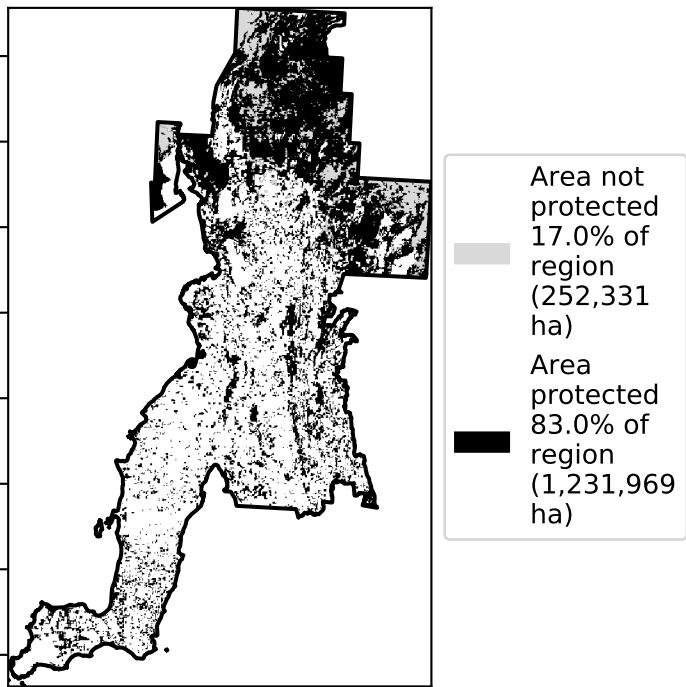 Area not
protected
17.0% of
region
(252,331
ha)
Area
protected
83.0% of
region
(1,231,969
ha)